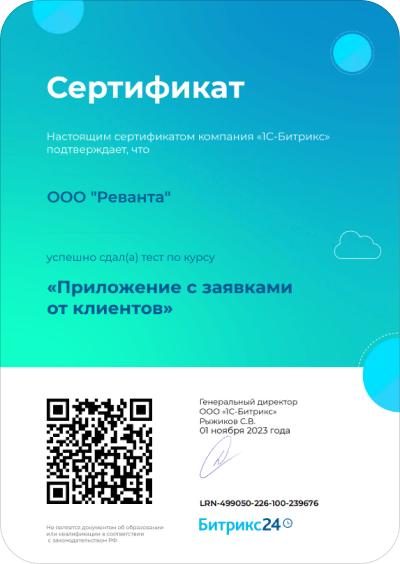 Сертификат
Настоящим сертификатом компания «1С-Битрикс»
подтверждает, что
ООО "Реванта"
успешно сдал(а) тест по курсу
«Приложение с заявками
от клиентов»
Генеральный директор
ООО «1С-Битрикс»
Рыжиков С.В.
01 ноября 2023 года
LRN-499050-226-100-239676
Битрикс24
Не является документом об образовании
или квалификации в соответствии
с законодательством РФ